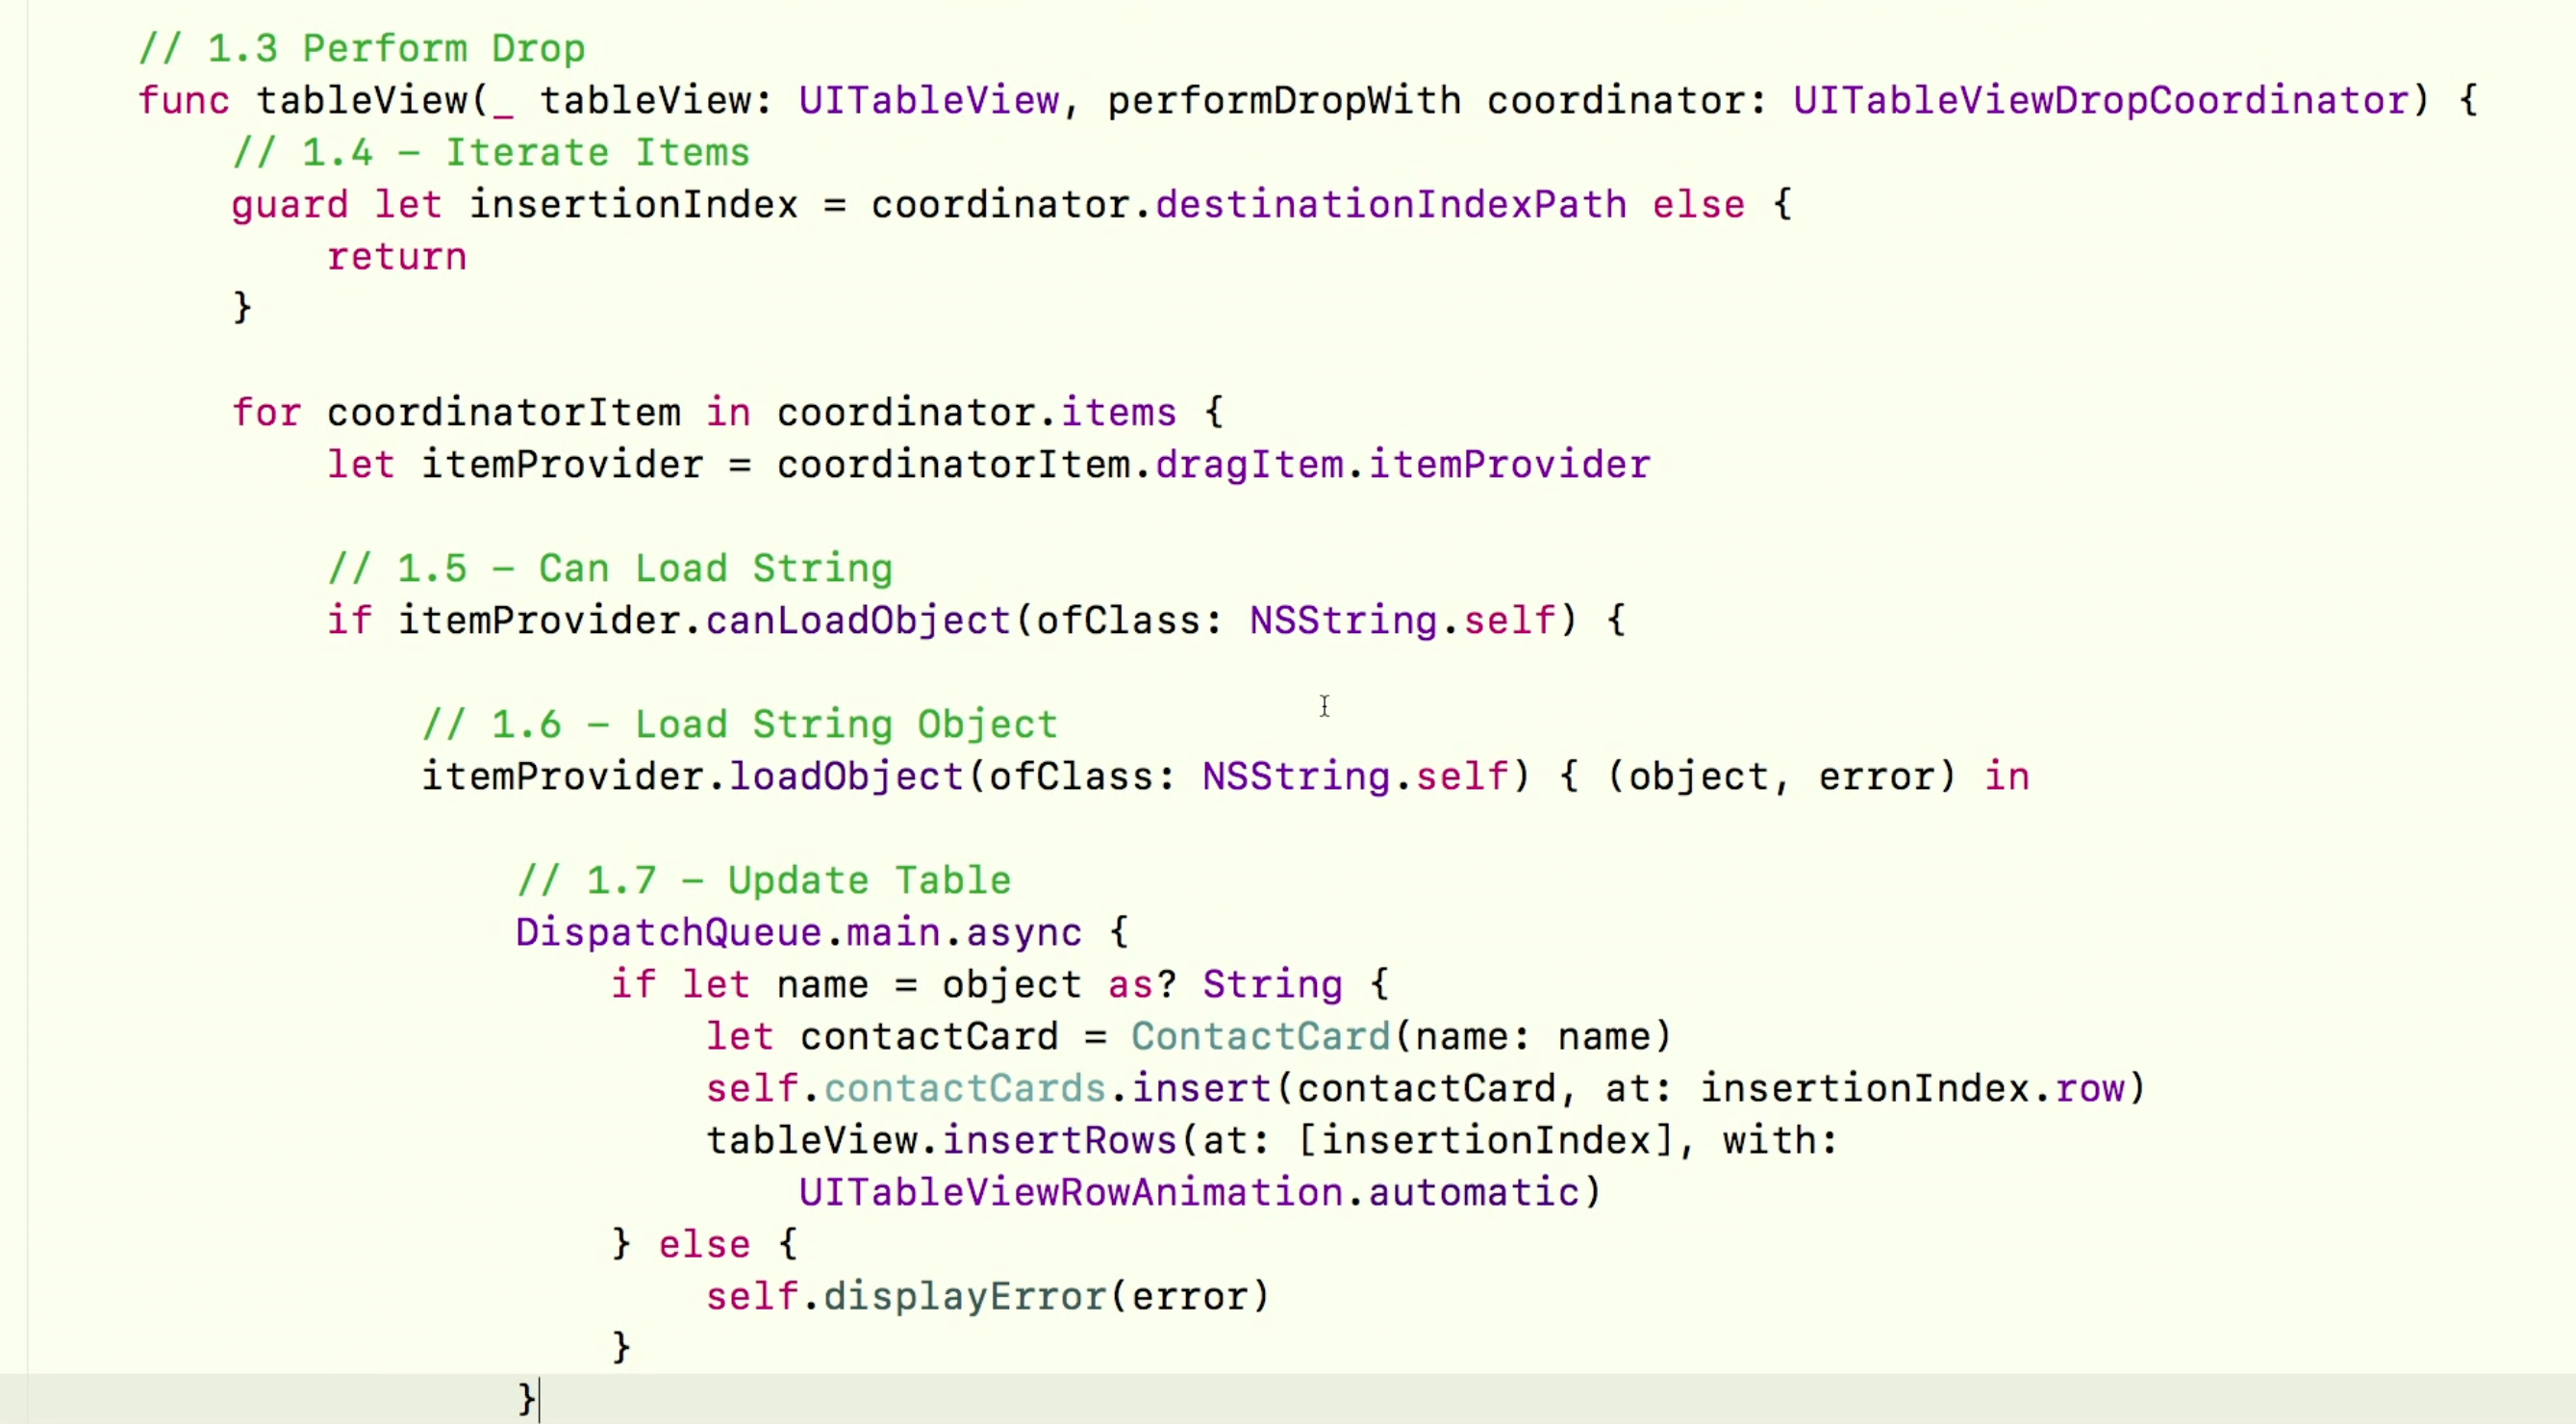 // 1.3 Perform Drop
func tableView(_ tableView: UITableView, performDropWith coordinator: UITableViewDropCoordinator) {
// 1.4 – Iterate Items
guard let insertionIndex = coordinator.destinationIndexPath else {
return
}
for coordinatorItem in coordinator.items {
let itemProvider = coordinatorItem.dragItem.itemProvider
// 1.5 – Can Load String
if itemProvider.canLoadObject(ofClass: NSString.self) {
// 1.6 – Load String Object
itemProvider.loadObject(ofClass: NSString.self) { (object, error) in
// 1.7 – Update Table
DispatchQueue.main.async {
if let name = object as? String {
let contactCard = ContactCard(name: name)
self.contactCards.insert(contactCard, at: insertionIndex.row)
tableView.insertRows(at: [insertionIndex], with:
UITableViewRowAnimation.automatic)
} else {
self.displayError(error)
}
}